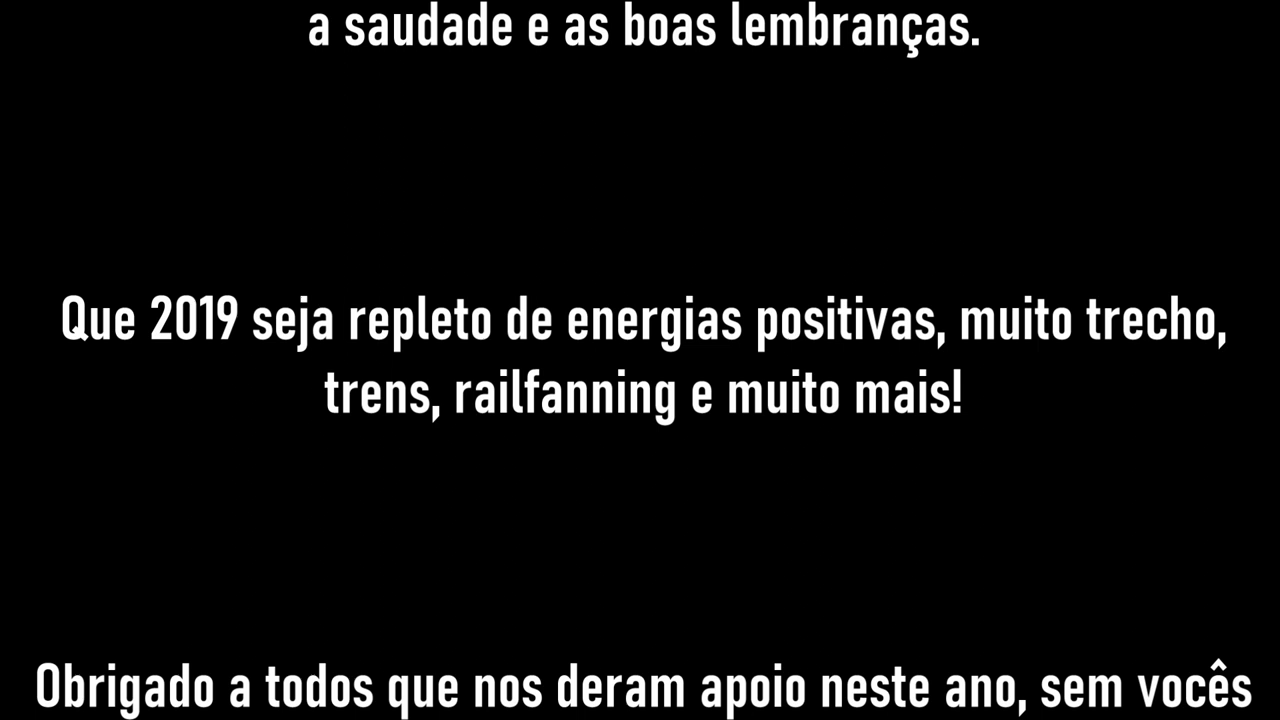 a saudade e as boas lembranças.
Que 2019 seja repleto de energias positivas, muito trecho,
trens, railfanning e muito mais!
Obrigado a todos que nos deram apoio neste ano, sem vocês